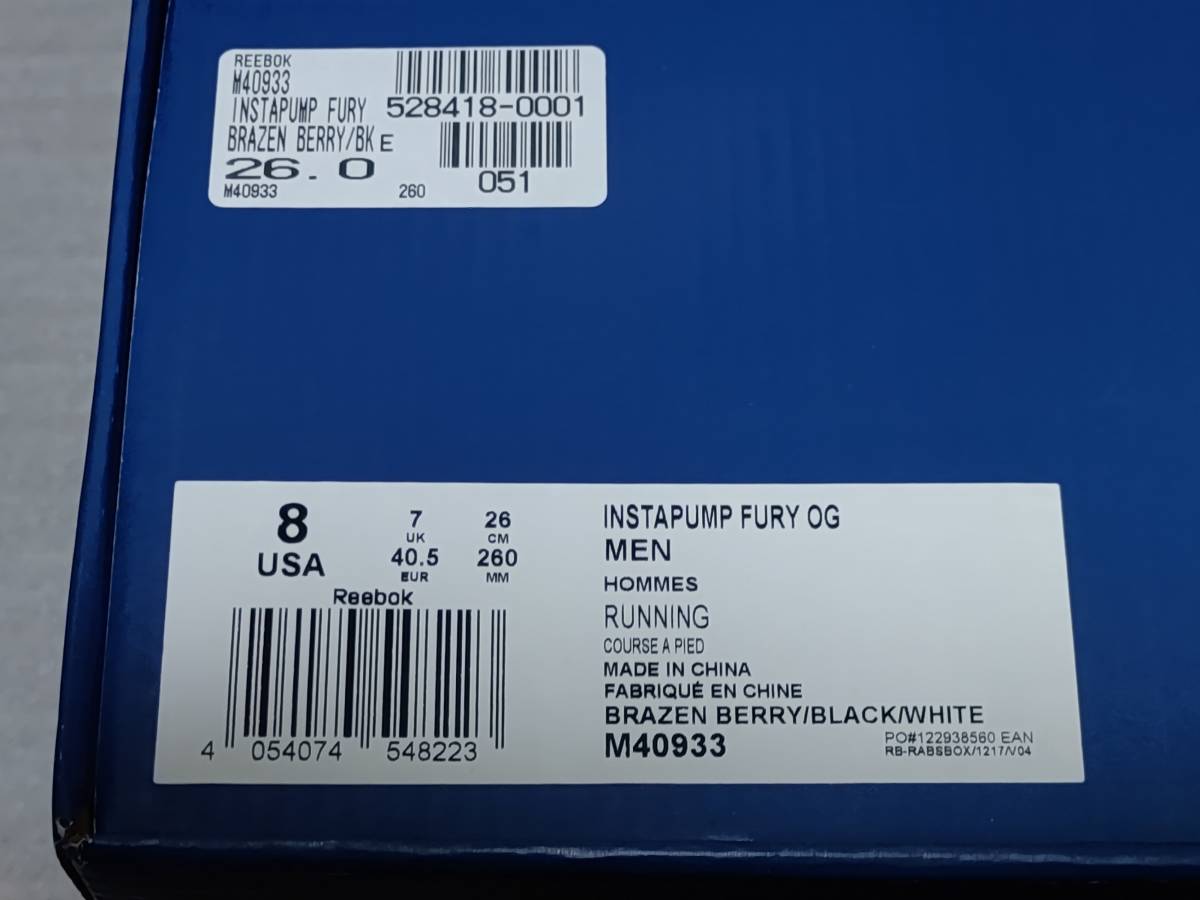 REEBOK
M40933
INSTAPUMP FURY 528418-0001
BRAZEN BERRY/BK E
26.0 051
M40933 260
8 USA
7 UK
26 CM
40.5 EUR
260 MM
Reebok
4 054074 548223
INSTAPUMP FURY OG
MEN
HOMMES
RUNNING
COURSE A PIED
MADE IN CHINA
FABRIQUÉ EN CHINE
BRAZEN BERRY/BLACK/WHITE
M40933
PO#122938560 EAN
RB-RABSBOX/1217/V04